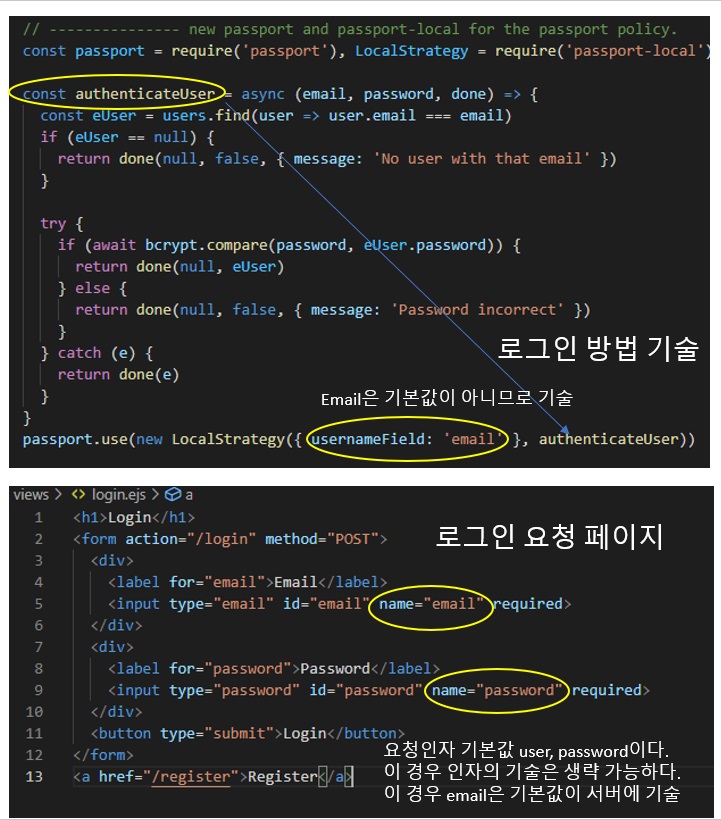 // --------------- new passport and passport-local for the passport policy.
const passport = require('passport'), LocalStrategy = require('passport-local')
const authenticateUser = async (email, password, done) => {
const eUser = users.find(user => user.email === email)
if (eUser == null) {
return done(null, false, { message: 'No user with that email' })
}
try {
if (await bcrypt.compare(password, eUser.password)) {
return done(null, eUser)
} else {
return done(null, false, { message: 'Password incorrect' })
}
} catch (e) {
return done(e)
}
}
로그인 방법 기술
Email은 기본값이 아니므로 기술
passport.use(new LocalStrategy({ usernameField: 'email' }, authenticateUser))
views > <> login.ejs > a
1 <h1>Login</h1>
2 <form action="/login" method="POST">
로그인 요청 페이지
3 <div>
4 <label for="email">Email</label>
5 <input type="email" id="email" name="email" required>
6 </div>
7 <div>
8 <label for="password">Password</label>
9 <input type="password" id="password" name="password" required>
10 </div>
11 <button type="submit">Login</button>
12 </form>
13 <a href="/register">Register</a>
요청인자 기본값 user, password이다.
이 경우 인자의 기술은 생략 가능하다.
이 경우 email은 기본값이 서버에 기술